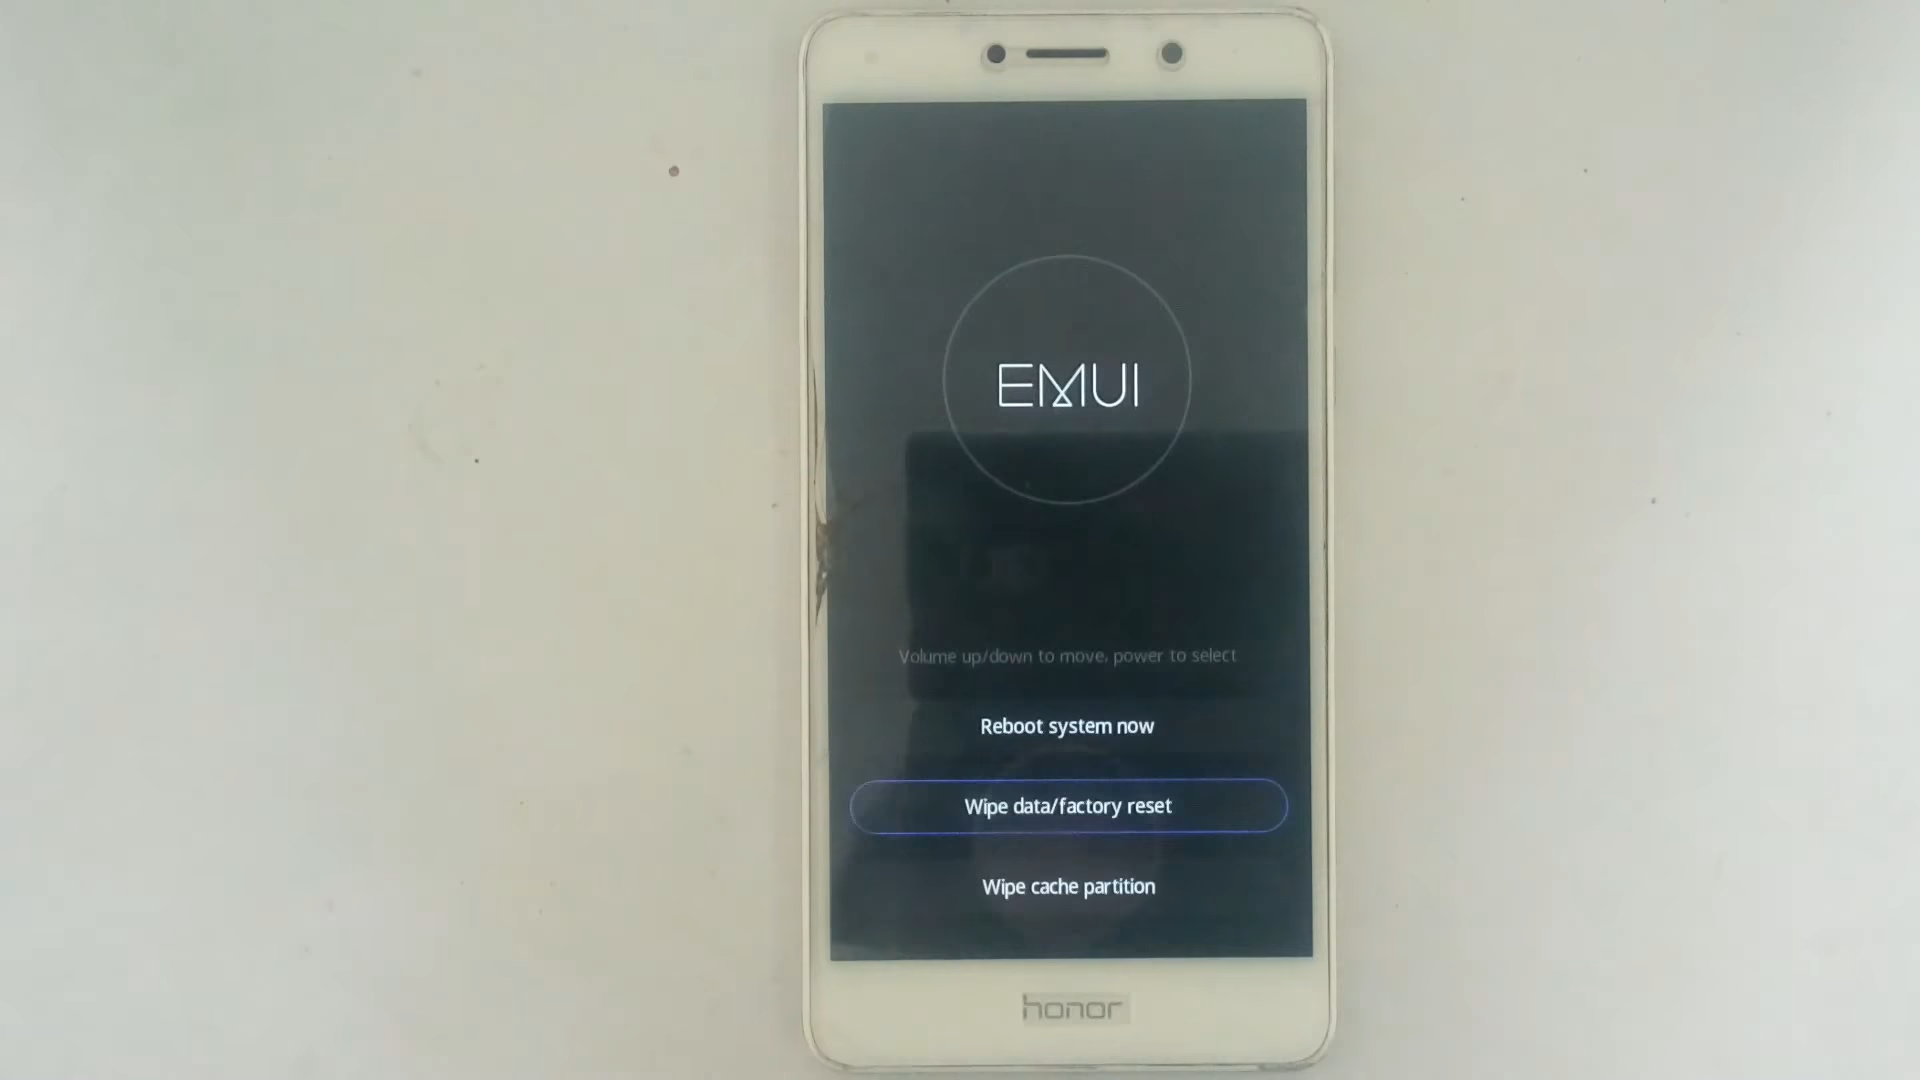 EMUI
Volume up/down to move, power to select
Reboot system now
Wipe data/factory reset
Wipe cache partition
honor